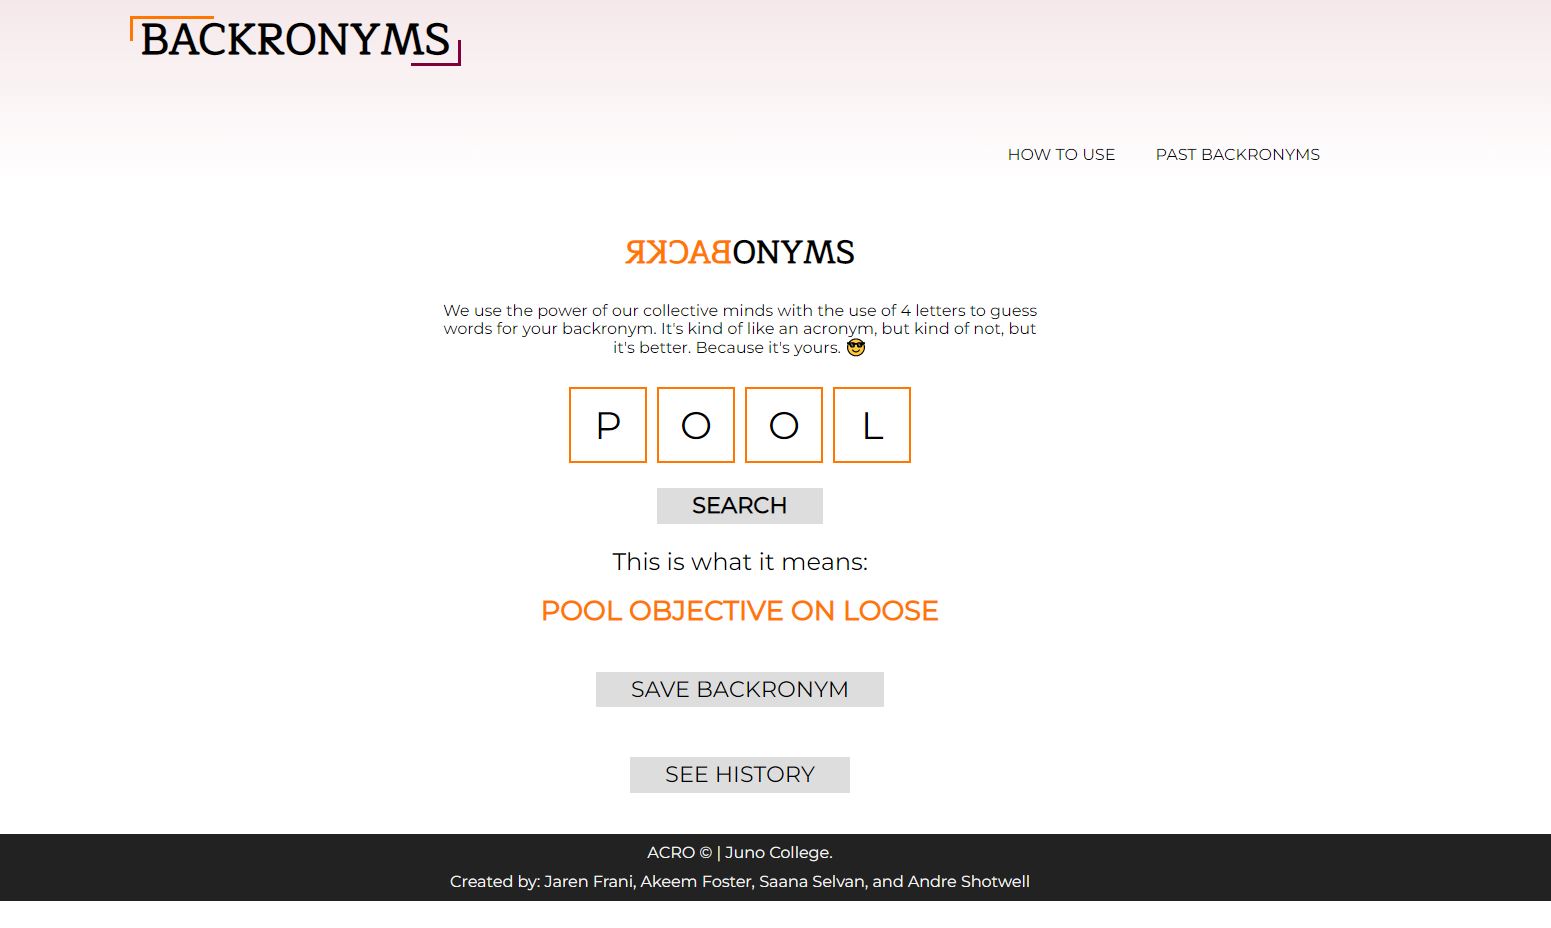 BACKRONYMS
HOW TO USE PAST BACKRONYMS
BACKRONYMS
We use the power of our collective minds with the use of 4 letters to guess
words for your backronym. It's kind of like an acronym, but kind of not, but
it's better. Because it's yours. 😎
P O O L
SEARCH
This is what it means:
POOL OBJECTIVE ON LOOSE
SAVE BACKRONYM
SEE HISTORY
ACRO © | Juno College.
Created by: Jaren Frani, Akeem Foster, Saana Selvan, and Andre Shotwell